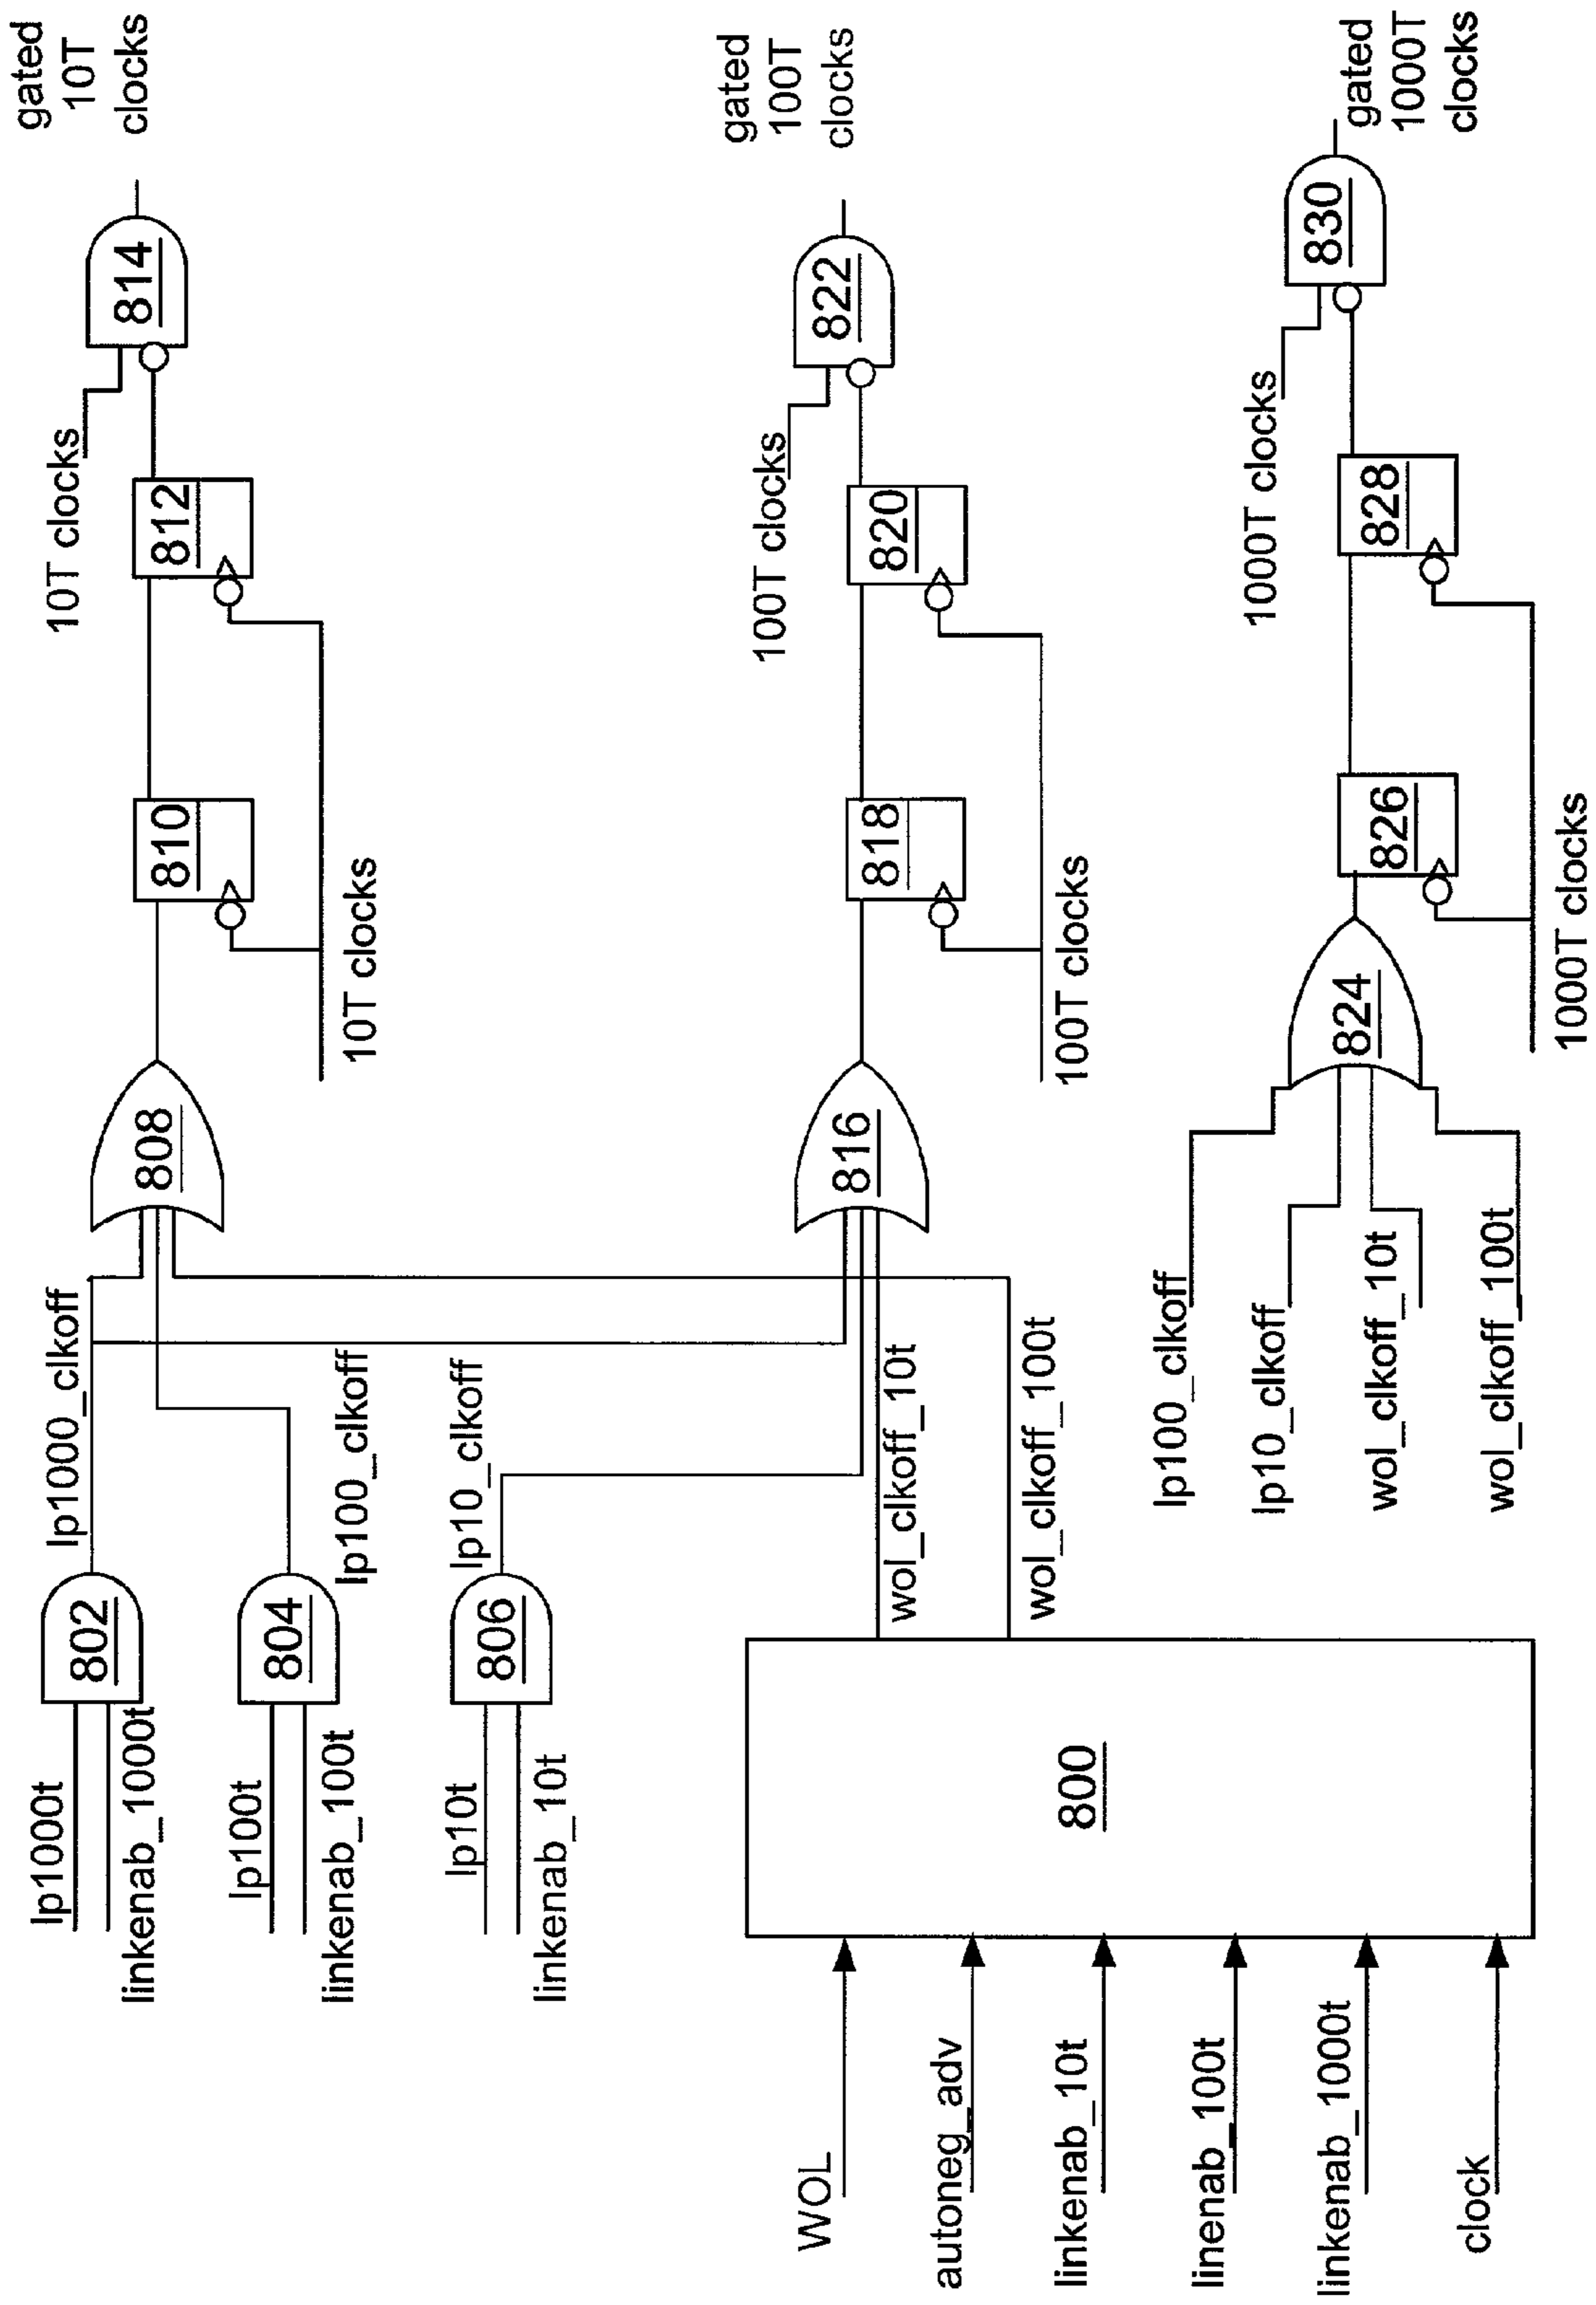 lp1000t
linkenab_1000t
802
lp1000_clkoff
808
810
10T clocks
812
10T clocks
814
gated
10T
clocks
lp100t
linkenab_100t
804
lp100_clkoff
lp10t
linkenab_10t
806
lp10_clkoff
WOL
autoneg_adv
linkenab_10t
linenab_100t
linkenab_1000t
clock
800
wol_clkoff_10t
wol_clkoff_100t
816
818
100T clocks
820
100T clocks
822
gated
100T
clocks
lp100_clkoff
lp10_clkoff
wol_clkoff_10t
wol_clkoff_100t
824
826
1000T clocks
828
1000T clocks
830
gated
1000T
clocks